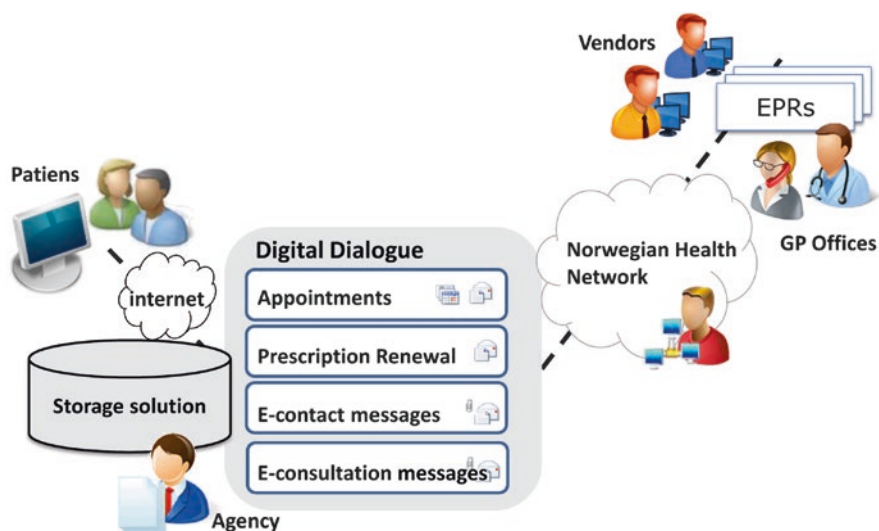 Vendors
EPRs
Patiens
GP Offices
Digital Dialogue
Norwegian Health
Network
internet
Appointments
Prescription Renewal
Storage solution
E-contact messages
E-consultation messages
Agency